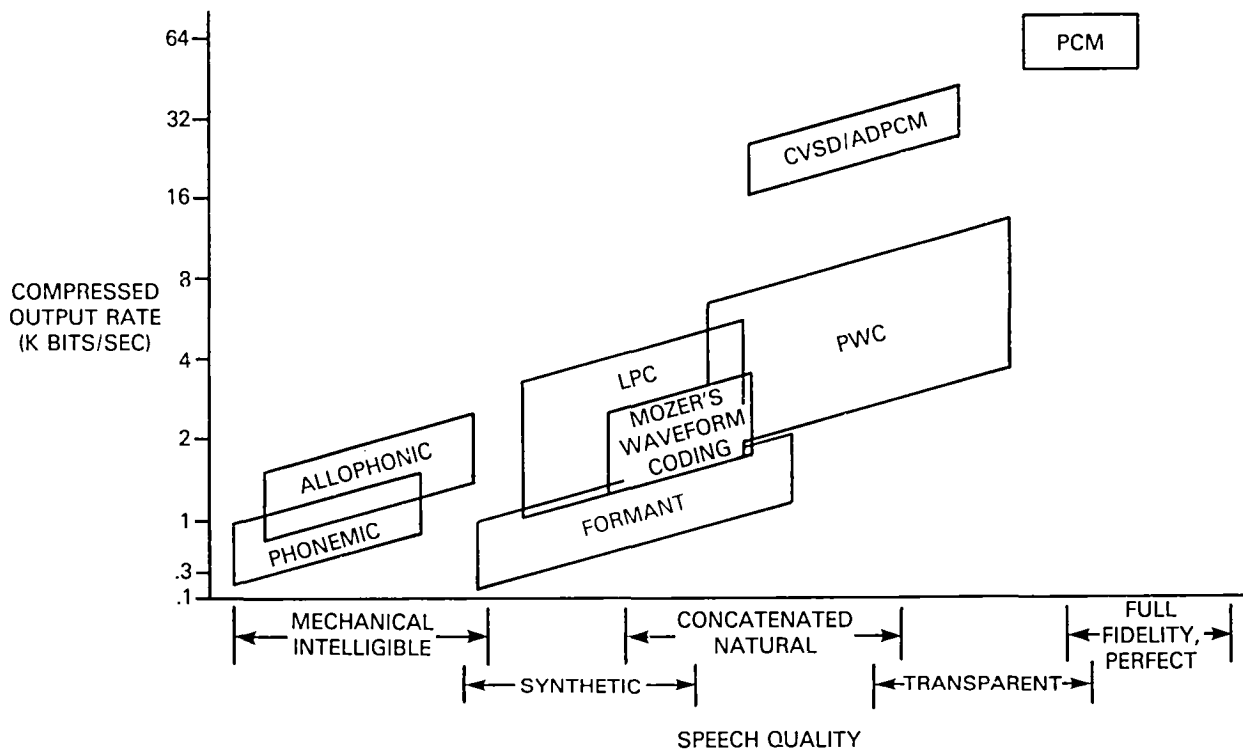 64
32
16
8
4
2
1
.3
.1
COMPRESSED
OUTPUT RATE
(K BITS/SEC)
PCM
CVSD/ADPCM
PWC
LPC
MOZER'S
WAVEFORM
CODING
ALLOPHONIC
PHONEMIC
FORMANT
MECHANICAL
INTELLIGIBLE
CONCATENATED
NATURAL
FULL
FIDELITY,
PERFECT
SYNTHETIC
TRANSPARENT
SPEECH QUALITY